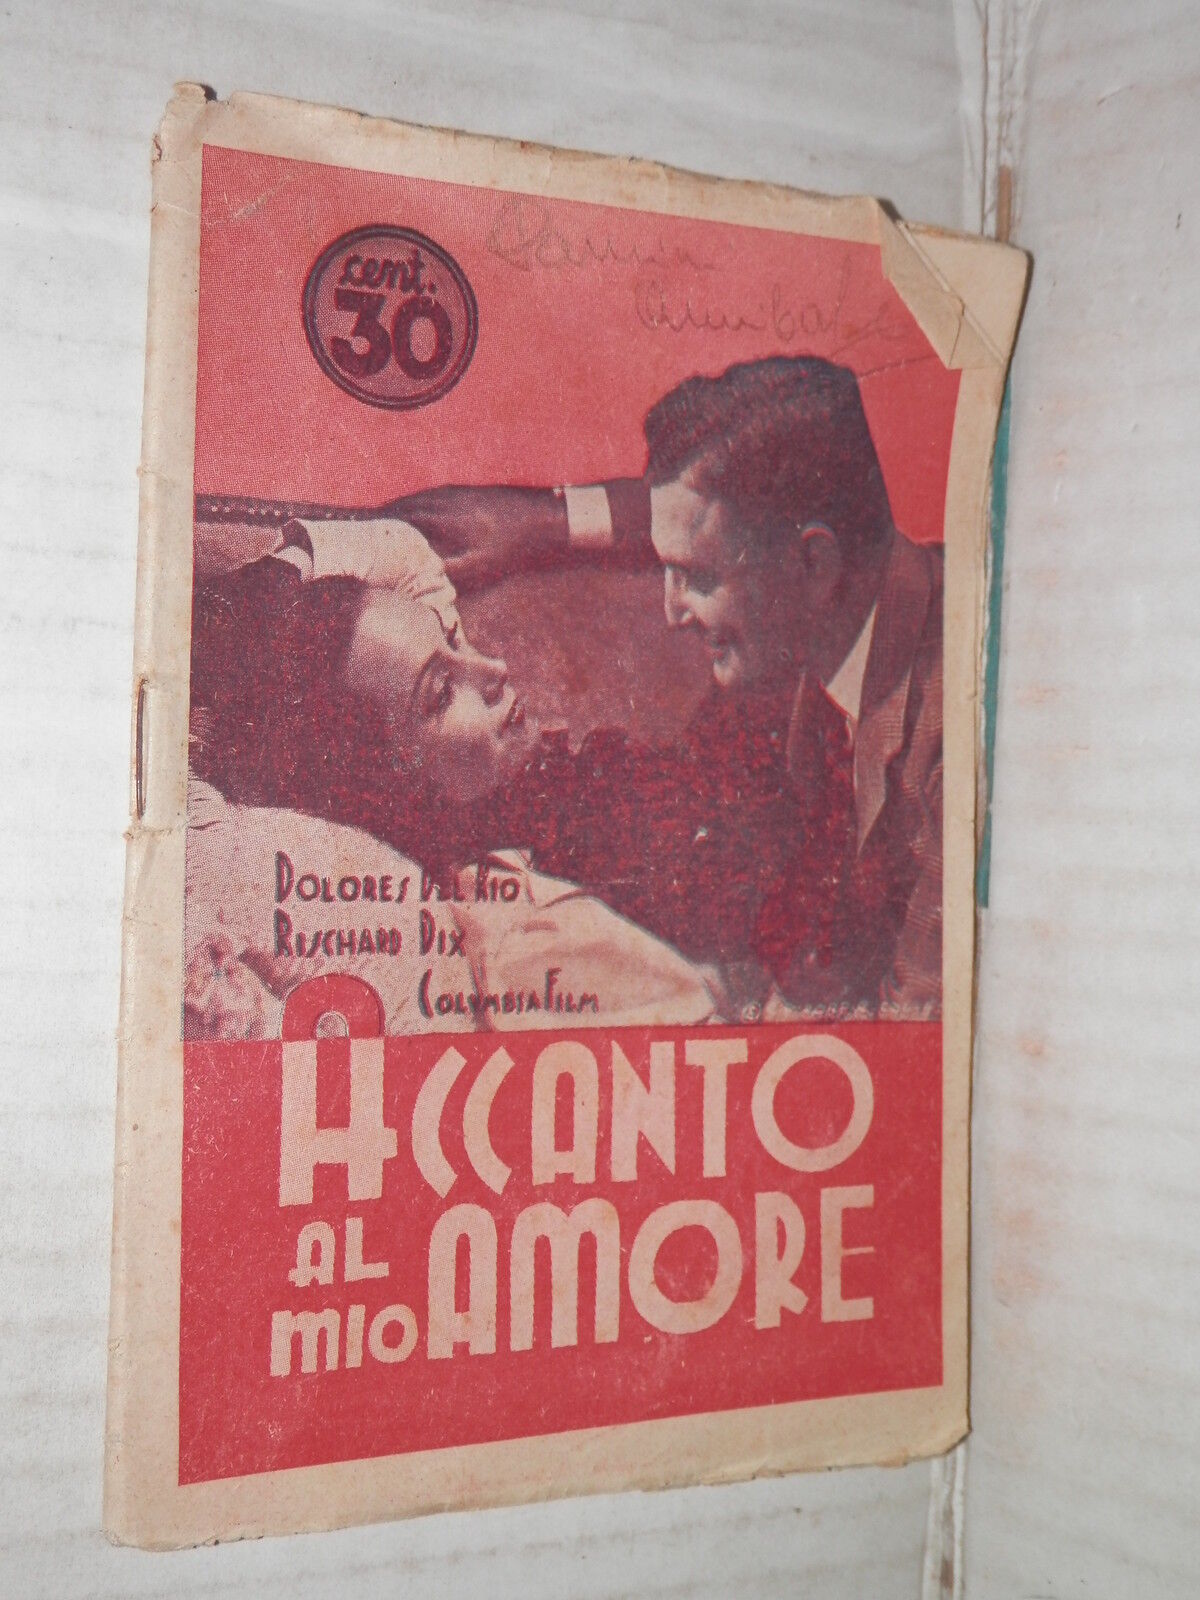 cent.
30
DOLORES DEL RIO
RISCHARD DIX
COLUMBIA FILM
ACCANTO
AL
MIO AMORE